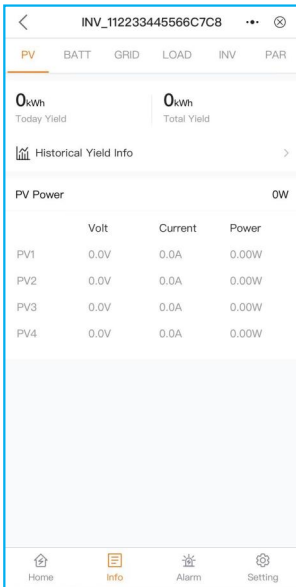 INV_112233445566C7C8
PV BATT GRID LOAD INV PAR
0kWh 0kWh
Today Yield Total Yield
Historical Yield Info
PV Power 0W
Volt Current Power
PV1 0.0V 0.0A 0.00W
PV2 0.0V 0.0A 0.00W
PV3 0.0V 0.0A 0.00W
PV4 0.0V 0.0A 0.00W
Home Info Alarm Setting